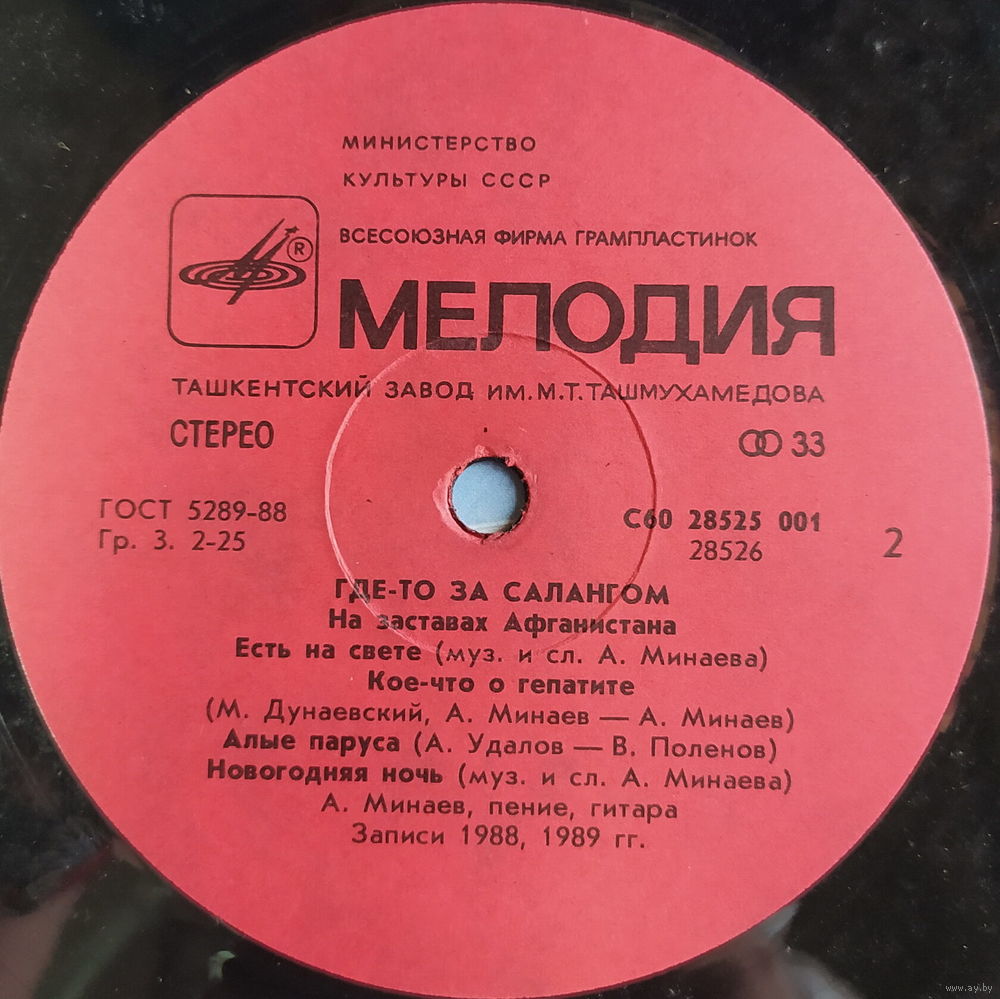 МИНИСТЕРСТВО
КУЛЬТУРЫ СССР
ВСЕСОЮЗНАЯ ФИРМА ГРАМПЛАСТИНОК
®
МЕЛОДИЯ
ТАШКЕНТСКИЙ ЗАВОД ИМ. М.Т. ТАШМУХАМЕДОВА
СТЕРЕО
33
ГОСТ 5289-88
Гр. 3. 2-25
С60 28525 001
28526
2
ГДЕ-ТО ЗА САЛАНГОМ
На заставах Афганистана
Есть на свете (муз. и сл. А. Минаева)
Кое-что о гепатите
(М. Дунаевский, А. Минаев — А. Минаев)
Алые паруса (А. Удалов — В. Поленов)
Новогодняя ночь (муз. и сл. А. Минаева)
А. Минаев, пение, гитара
Записи 1988, 1989 гг.
www.ay.by